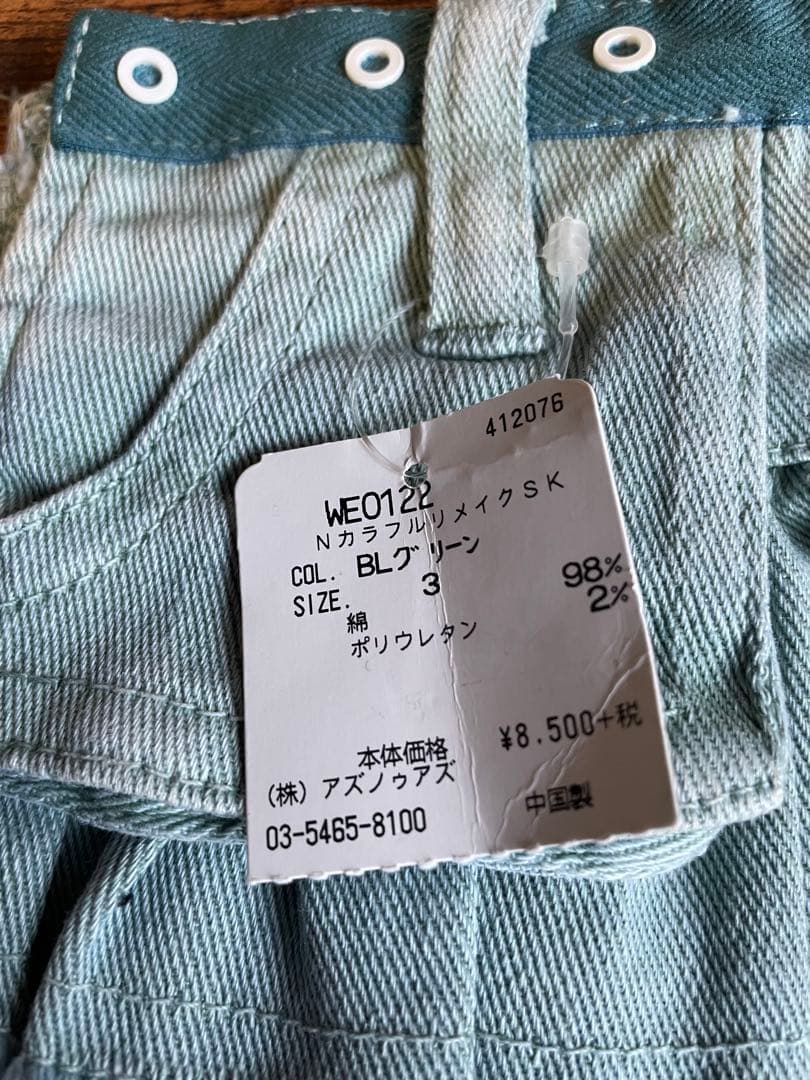 412076
WE0122
NカラフルリメイクSK
COL. BLグリーン
SIZE. 3
綿 98%
ポリウレタン 2%
本体価格 ¥8.500+税
(株) アズノゥアズ
03-5465-8100 中国製